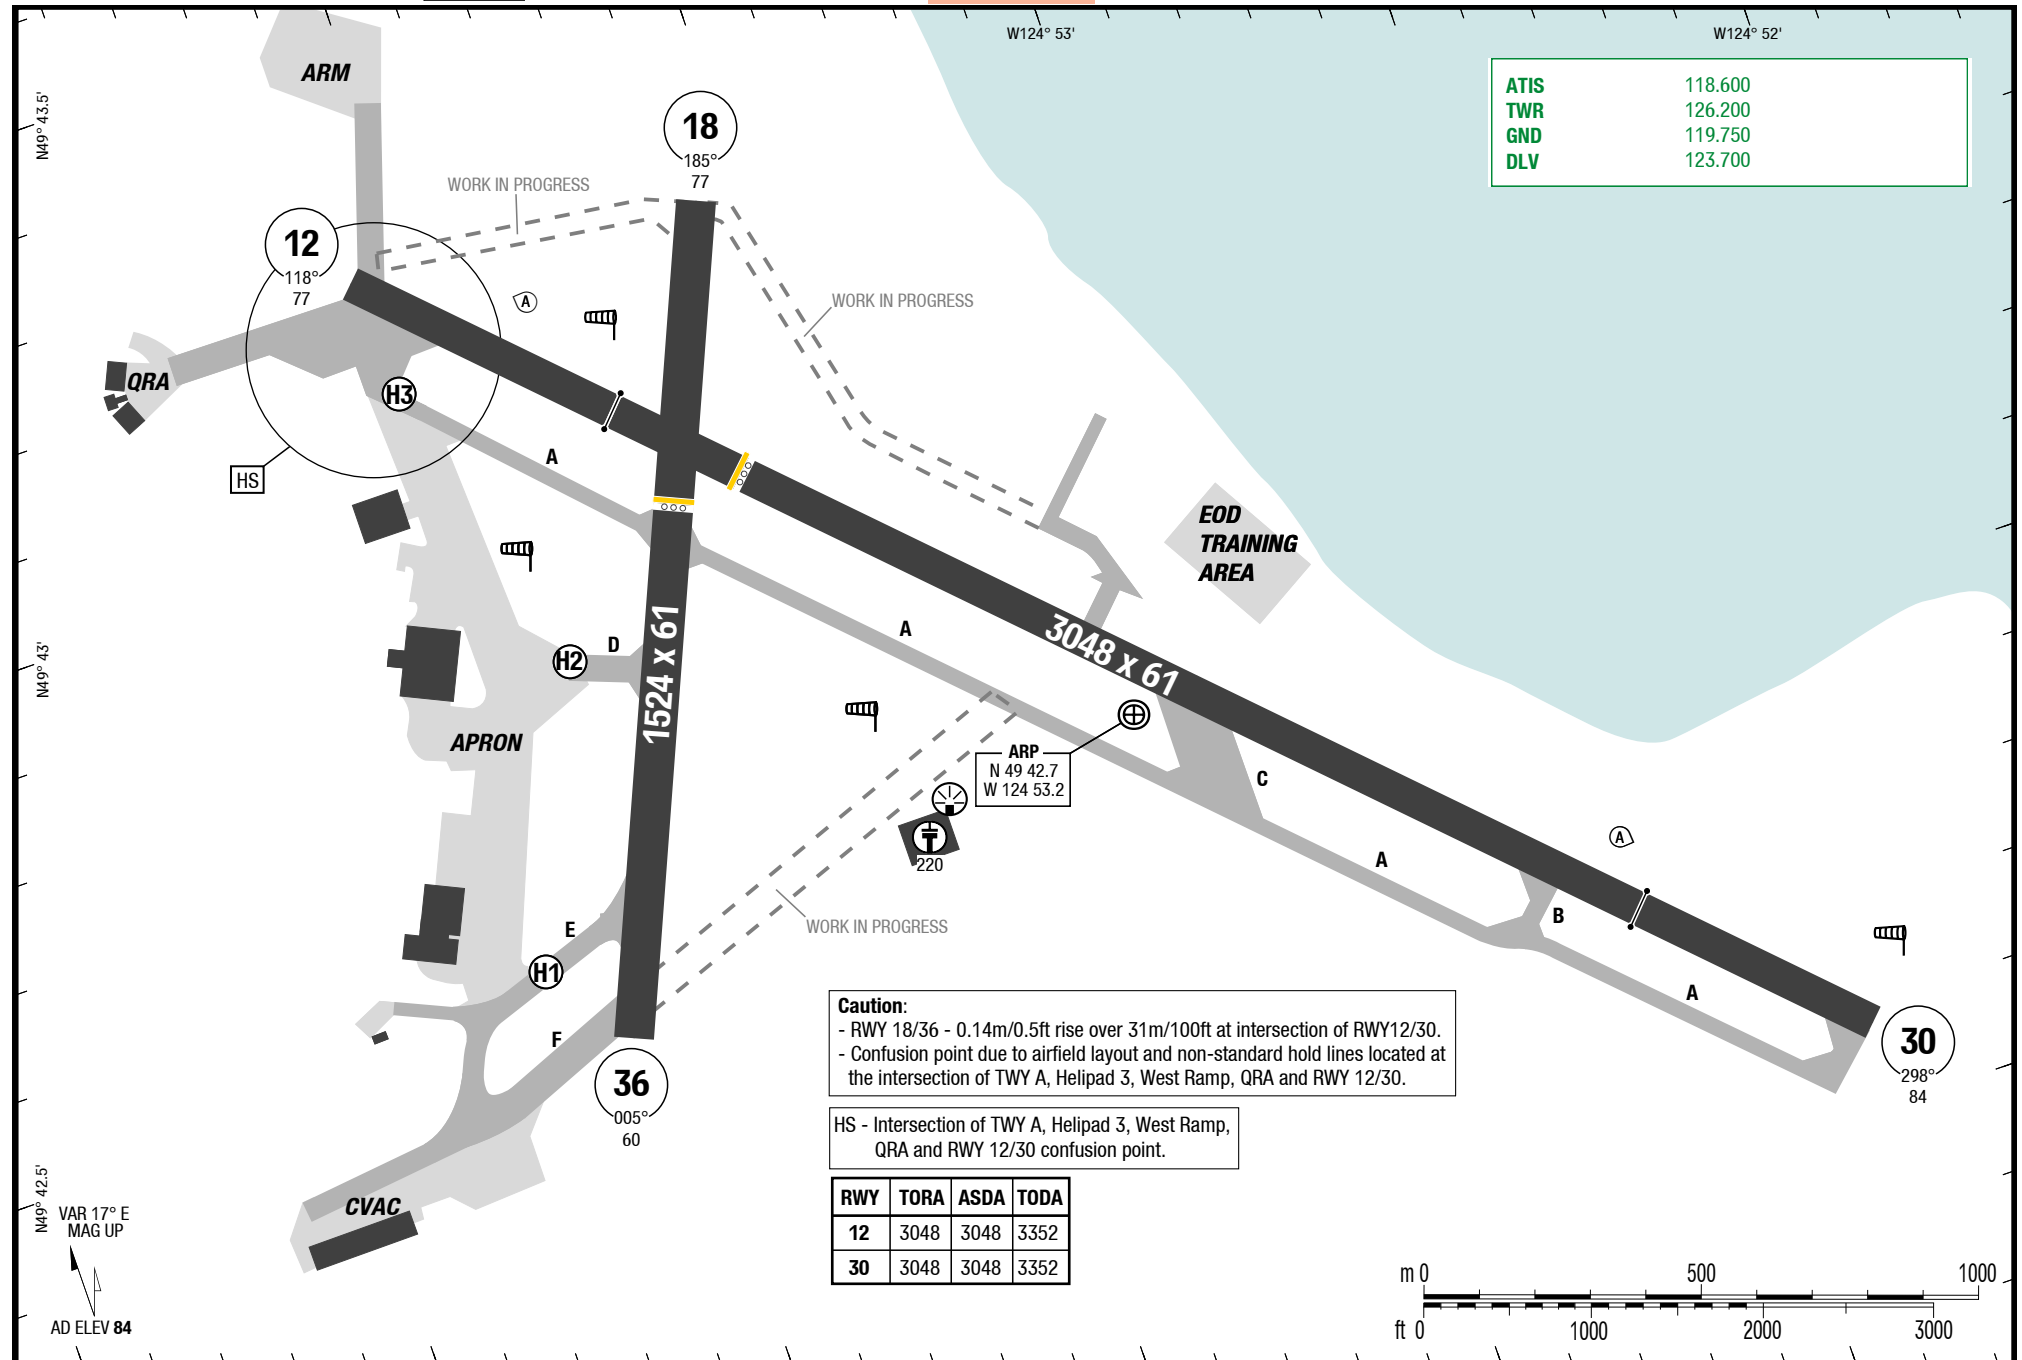 W124° 53'
W124° 52'
ARM
N49° 43.5'
18
185°
77
ATIS 118.600
TWR 126.200
GND 119.750
DLV 123.700
WORK IN PROGRESS
12
118°
77
A
WORK IN PROGRESS
QRA
H3
A
HS
EOD
TRAINING
AREA
1524 x 61
3048 x 61
A
D
H2
N49° 43'
APRON
ARP
N 49 42.7
W 124 53.2
C
A
220
A
B
E
WORK IN PROGRESS
H1
A
F
Caution:
- RWY 18/36 - 0.14m/0.5ft rise over 31m/100ft at intersection of RWY12/30.
- Confusion point due to airfield layout and non-standard hold lines located at
the intersection of TWY A, Helipad 3, West Ramp, QRA and RWY 12/30.
30
298°
84
36
005°
60
HS - Intersection of TWY A, Helipad 3, West Ramp,
QRA and RWY 12/30 confusion point.
N49° 42.5'
CVAC
RWY TORA ASDA TODA
12 3048 3048 3352
30 3048 3048 3352
VAR 17° E
MAG UP
AD ELEV 84
m 0 500 1000
ft 0 1000 2000 3000